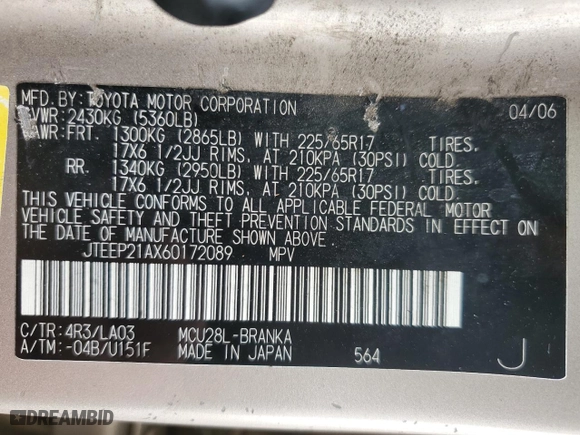 MFD.BY:TOYOTA MOTOR CORPORATION 04/06
GVWR:2430KG (5360LB)
GAWR:FRT. 1300KG (2865LB) WITH 225/65R17 TIRES.
17X6 1/2JJ RIMS, AT 210KPA (30PSI) COLD.
RR. 1340KG (2950LB) WITH 225/65R17 TIRES.
17X6 1/2JJ RIMS, AT 210KPA (30PSI) COLD.
THIS VEHICLE CONFORMS TO ALL APPLICABLE FEDERAL MOTOR
VEHICLE SAFETY AND THEFT PREVENTION STANDARDS IN EFFECT ON
THE DATE OF MANUFACTURE SHOWN ABOVE.
JTEEP21AX60172089 MPV
C/TR:4R3/LA03 MCU28L-BRANKA
A/TM:-04B/U151F MADE IN JAPAN 564 J
DREAMBID